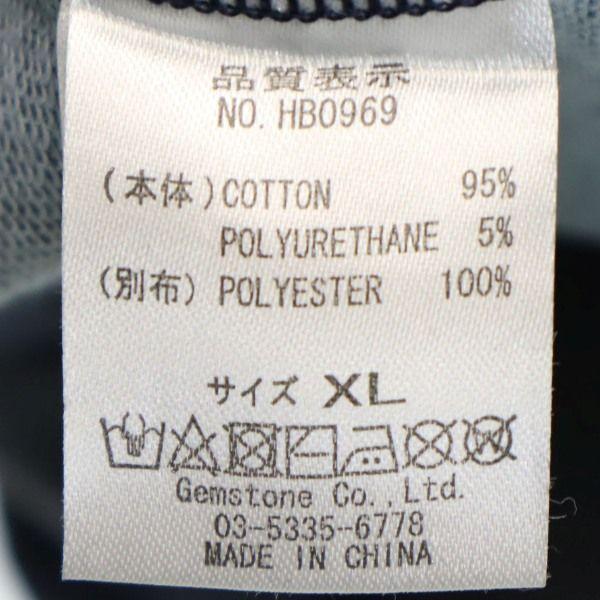 品質表示
NO. HB0969
(本体) COTTON 95%
POLYURETHANE 5%
(別布) POLYESTER 100%
サイズ XL
Gemstone Co., Ltd.
03-5335-6778
MADE IN CHINA